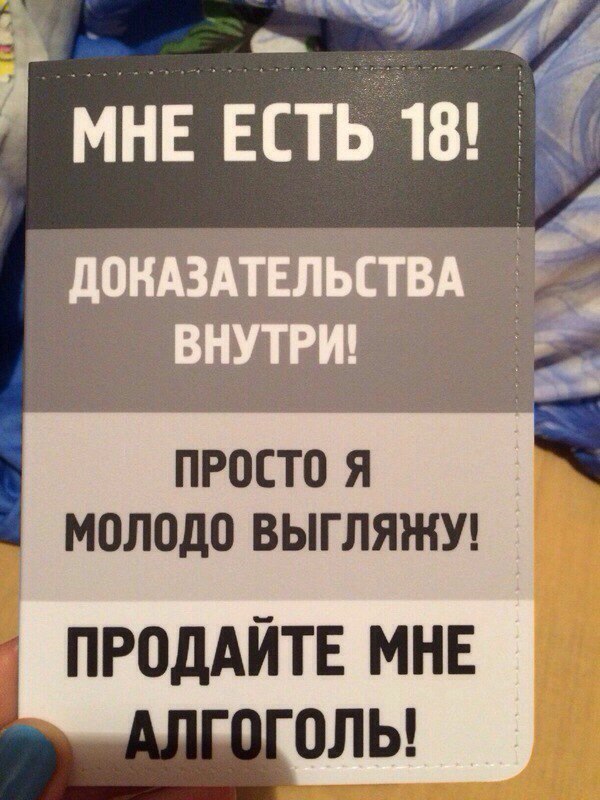 МНЕ ЕСТЬ 18!
ДОКАЗАТЕЛЬСТВА
ВНУТРИ!
ПРОСТО Я
МОЛОДО ВЫГЛЯЖУ!
ПРОДАЙТЕ МНЕ
АЛГОГОЛЬ!